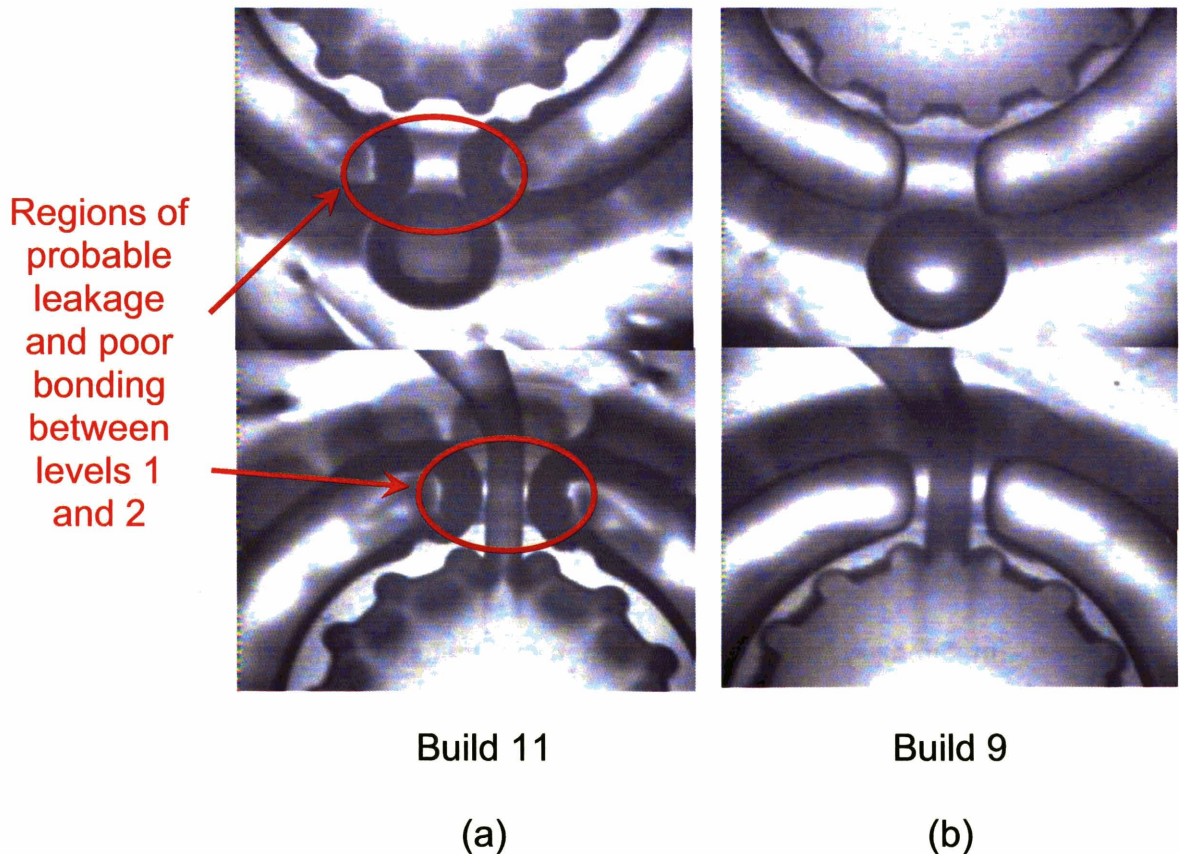 Regions of
probable
leakage
and poor
bonding
between
levels 1
and 2
Build 11
Build 9
(a)
(b)